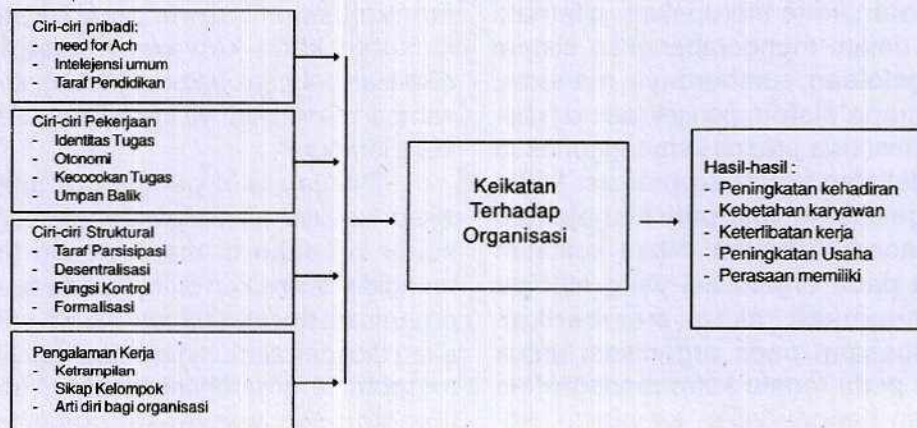 Ciri-ciri pribadi:
- need for Ach
- Intelejensi umum
- Taraf Pendidikan
Ciri-ciri Pekerjaan
- Identitas Tugas
- Otonomi
- Kecocokan Tugas
- Umpan Balik
Ciri-ciri Struktural
- Taraf Parsisipasi
- Desentralisasi
- Fungsi Kontrol
- Formalisasi
Pengalaman Kerja
- Ketrampilan
- Sikap Kelompok
- Arti diri bagi organisasi
Keikatan
Terhadap
Organisasi
Hasil-hasil :
- Peningkatan kehadiran
- Kebetahan karyawan
- Keterlibatan kerja
- Peningkatan Usaha
- Perasaan memiliki